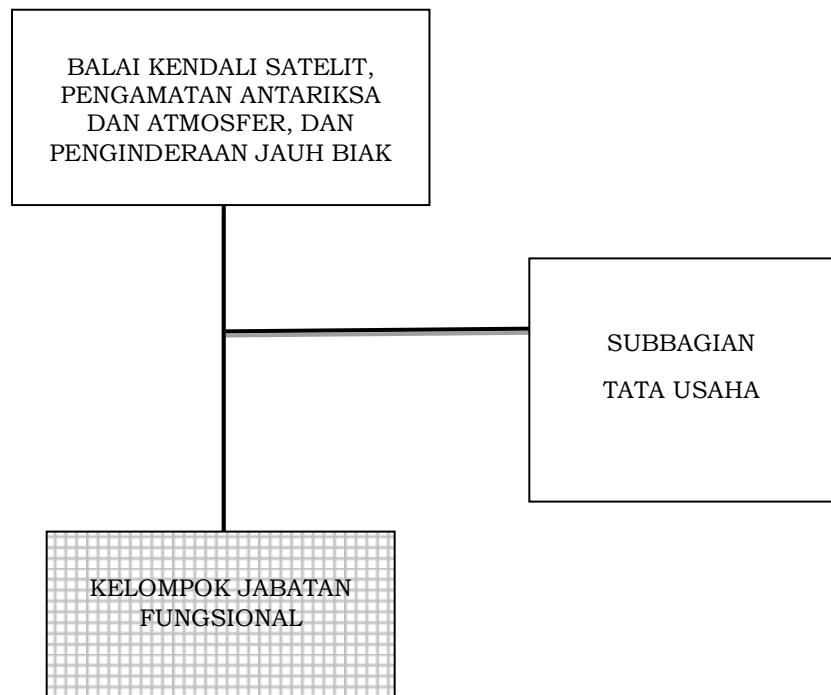 BALAI KENDALI SATELIT,
PENGAMATAN ANTARIKSA
DAN ATMOSFER, DAN
PENGINDERAAN JAUH BIAK
SUBBAGIAN
TATA USAHA
KELOMPOK JABATAN
FUNGSIONAL